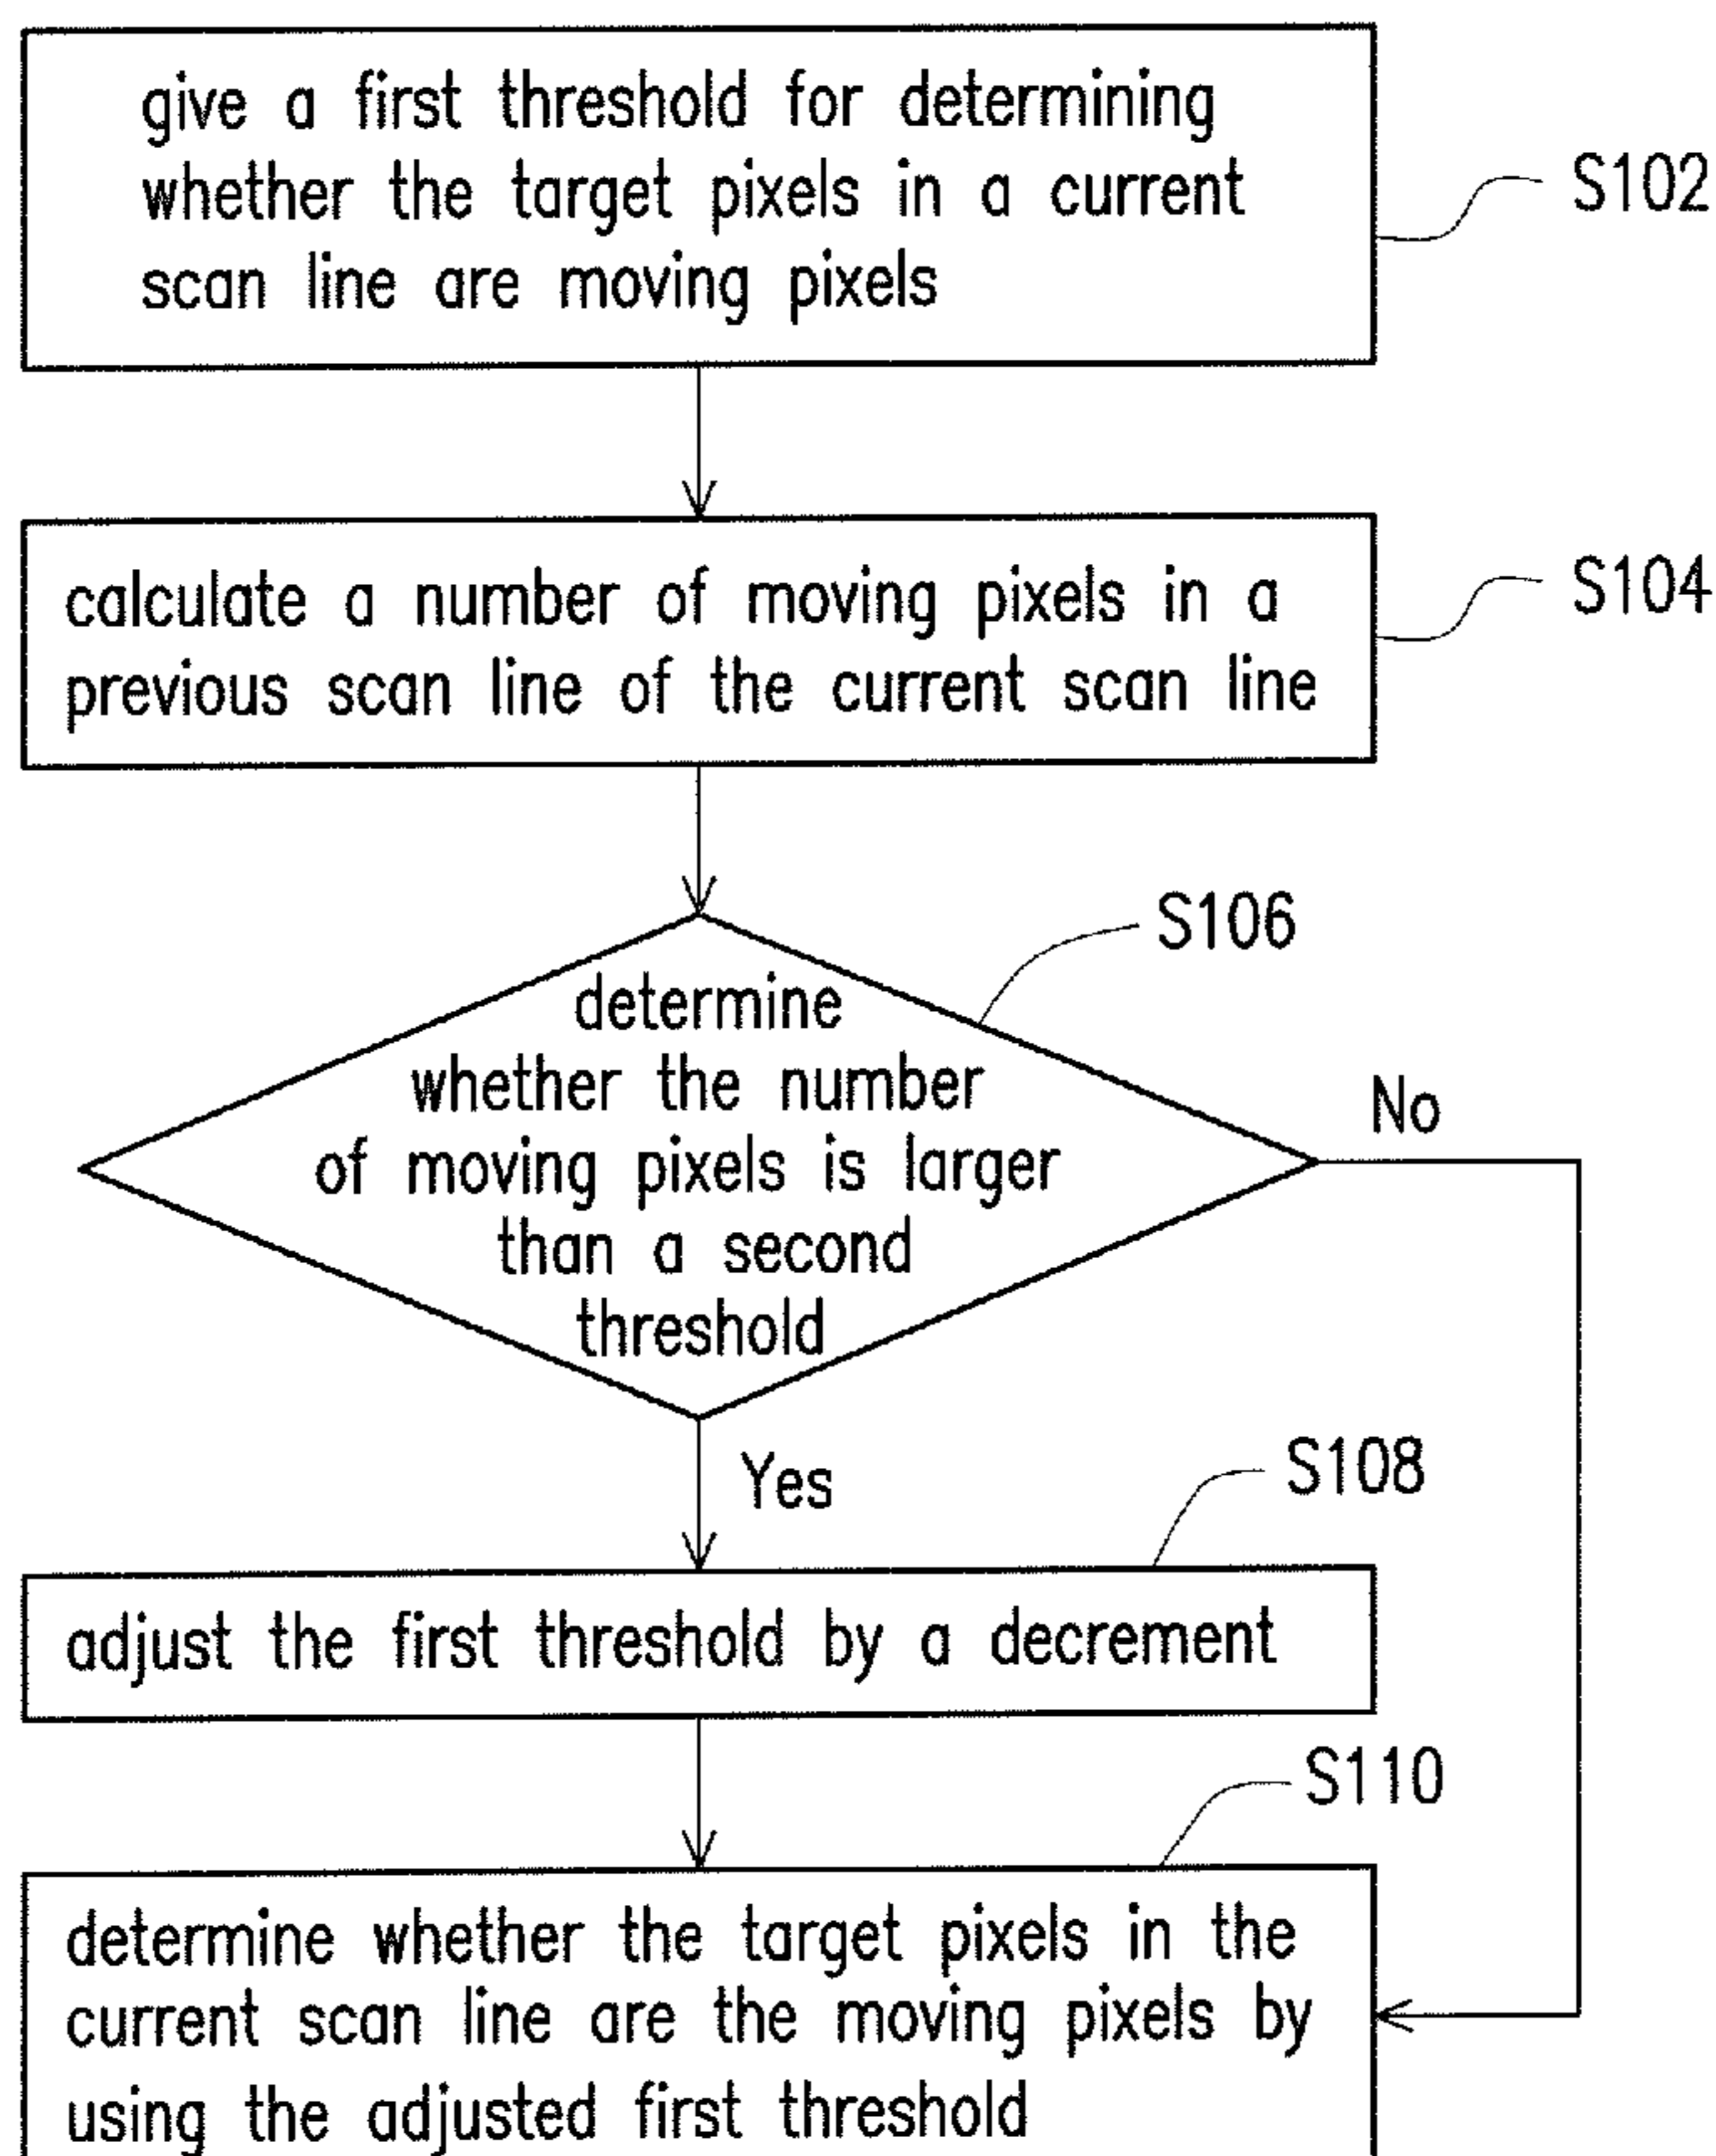 give a first threshold for determining
whether the target pixels in a current
scan line are moving pixels
S102
calculate a number of moving pixels in a
previous scan line of the current scan line
S104
S106
determine
whether the number
of moving pixels is larger
than a second
threshold
No
Yes
S108
adjust the first threshold by a decrement
S110
determine whether the target pixels in the
current scan line are the moving pixels by
using the adjusted first threshold